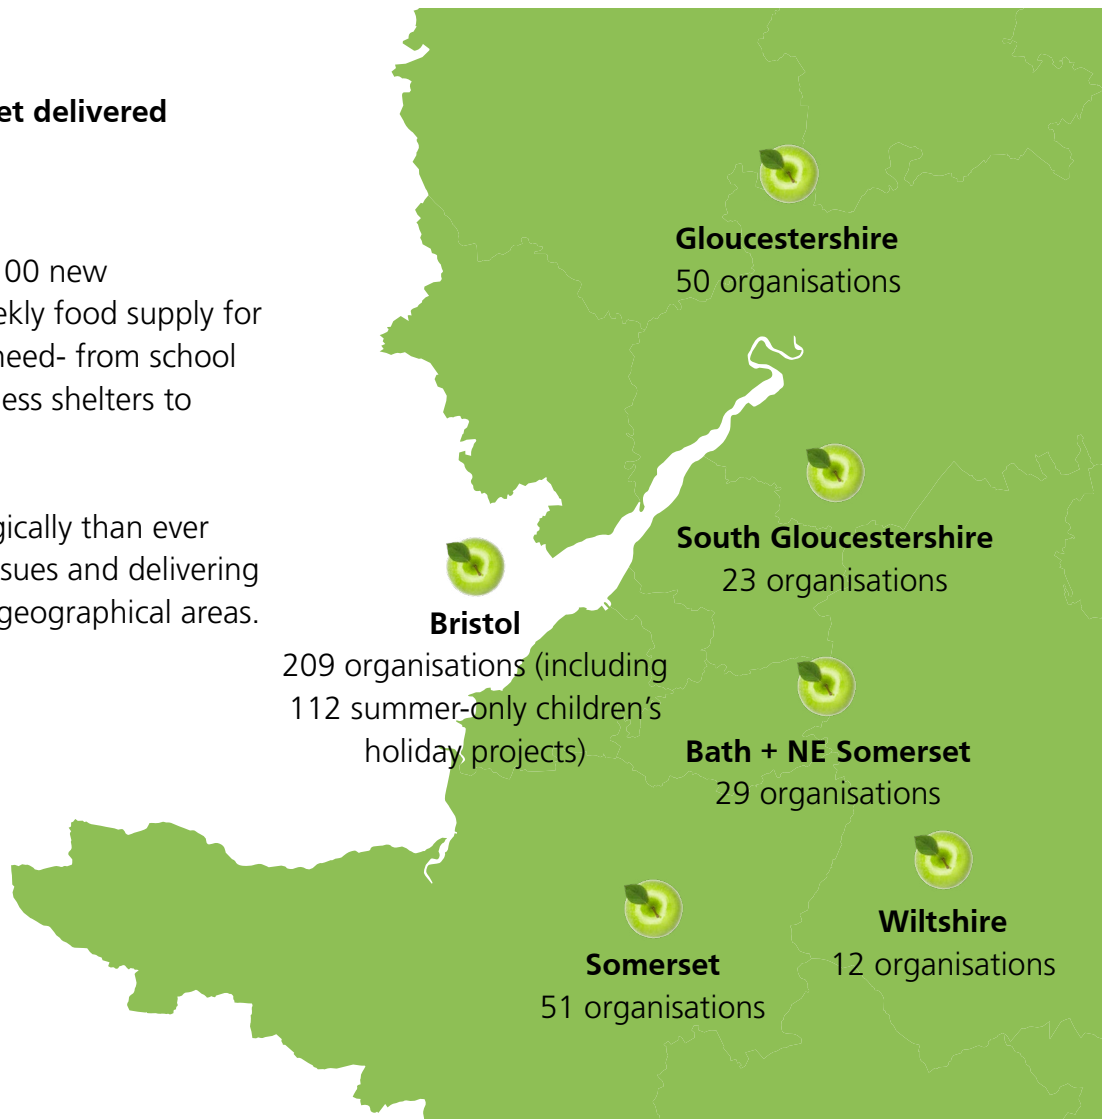 et delivered
00 new
ekly food supply for
need- from school
ess shelters to
gically than ever
ssues and delivering
geographical areas.
Gloucestershire
50 organisations
South Gloucestershire
23 organisations
Bristol
209 organisations (including
112 summer-only children’s
holiday projects)
Bath + NE Somerset
29 organisations
Wiltshire
12 organisations
Somerset
51 organisations